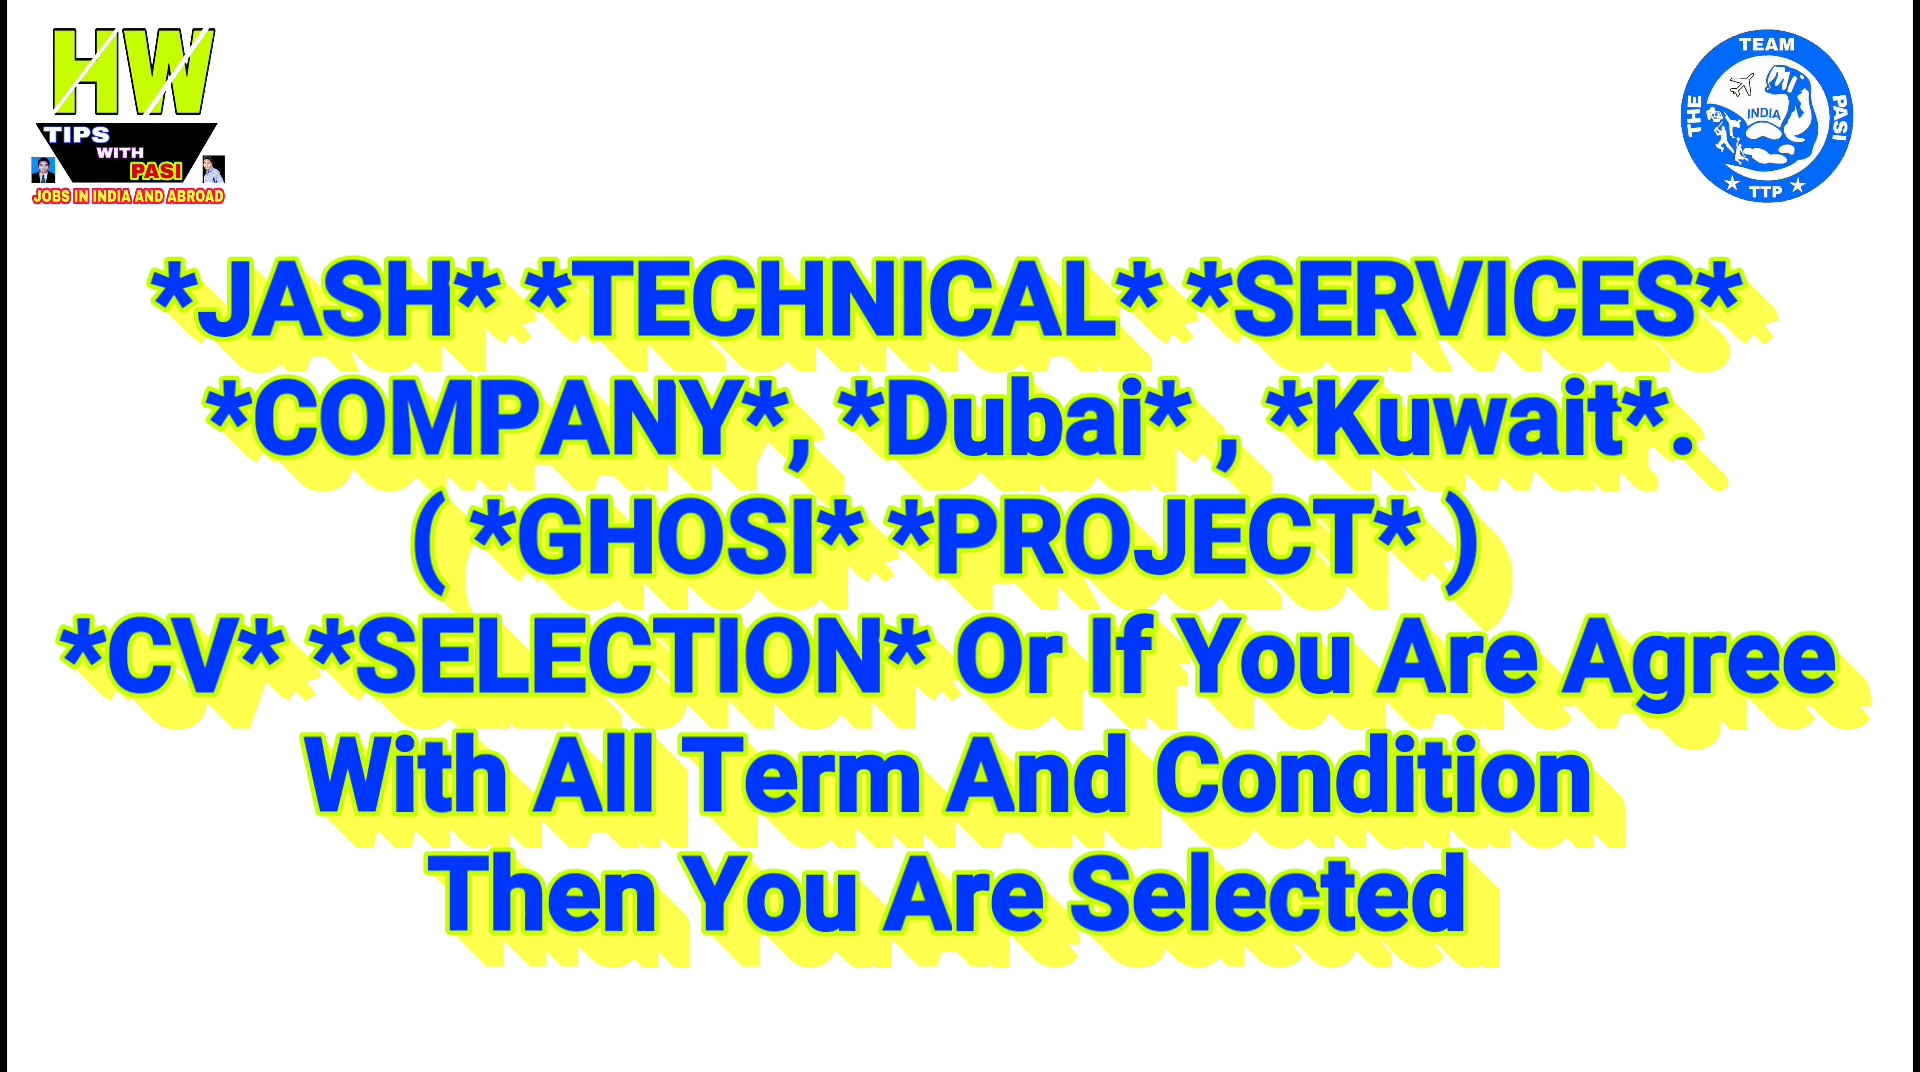 HW
TIPS
WITH
PASI
JOBS IN INDIA AND ABROAD
TEAM
THE
PASI
MI
INDIA
TTP
*JASH* *TECHNICAL* *SERVICES*
*COMPANY*, *Dubai* , *Kuwait*.
( *GHOSI* *PROJECT* )
*CV* *SELECTION* Or If You Are Agree
With All Term And Condition
Then You Are Selected